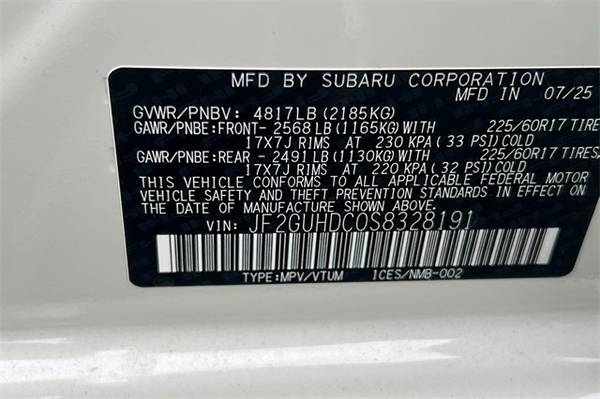 MFD BY SUBARU CORPORATION
MFD IN 07/25
GVWR/PNBV: 4817LB (2185KG)
GAWR/PNBE:FRONT- 2568 LB (1165KG) WITH 225/60R17 TIRE
17X7J RIMS AT 230 KPA (33 PSI) COLD
GAWR/PNBE:REAR - 2491 LB (1130KG) WITH 225/60R17 TIRES/
17X7J RIMS AT 220 KPA (32 PSI) COLD
THIS VEHICLE CONFORMS TO ALL APPLICABLE FEDERAL MOTOR
VEHICLE SAFETY AND THEFT PREVENTION STANDARDS IN EFFECT ON
THE DATE OF MANUFACTURE SHOWN ABOVE.
VIN: JF2GUHDC0S8328191
TYPE:MPV/VTUM ICES/NMB-002